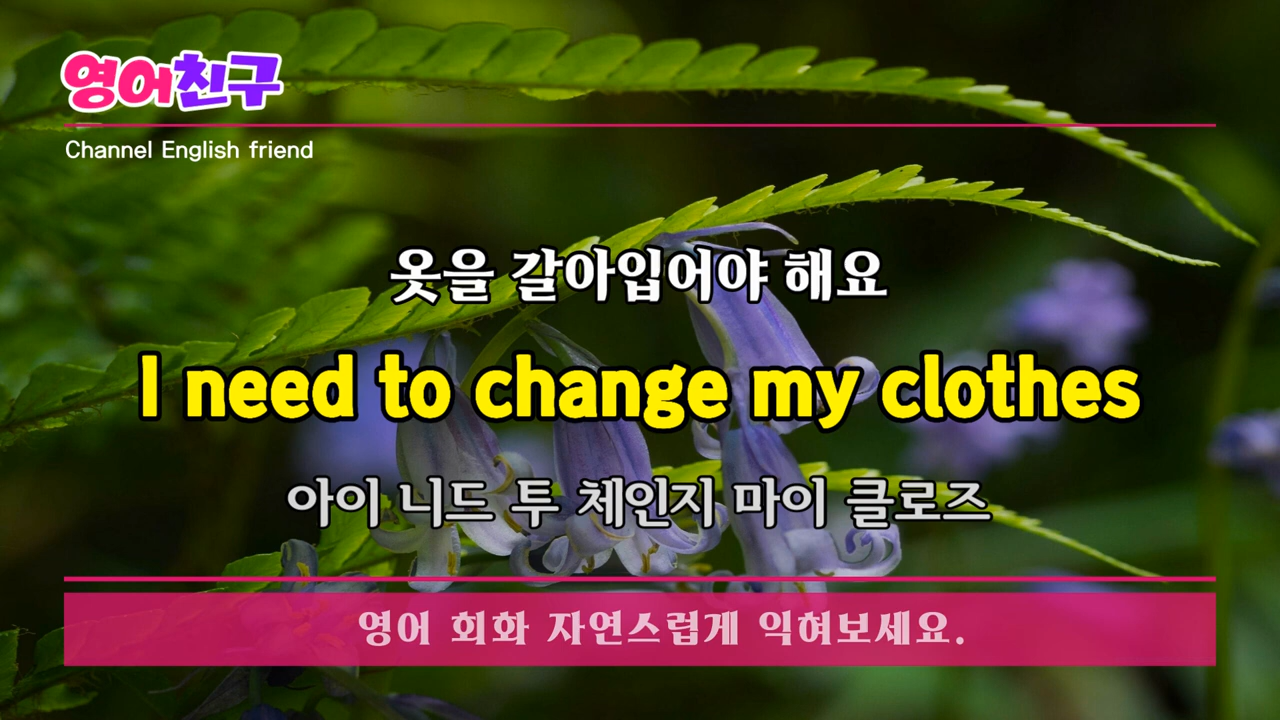 영어친구
Channel English friend
옷을 갈아입어야 해요
I need to change my clothes
아이 니드 투 체인지 마이 클로즈
영어 회화 자연스럽게 익혀보세요.